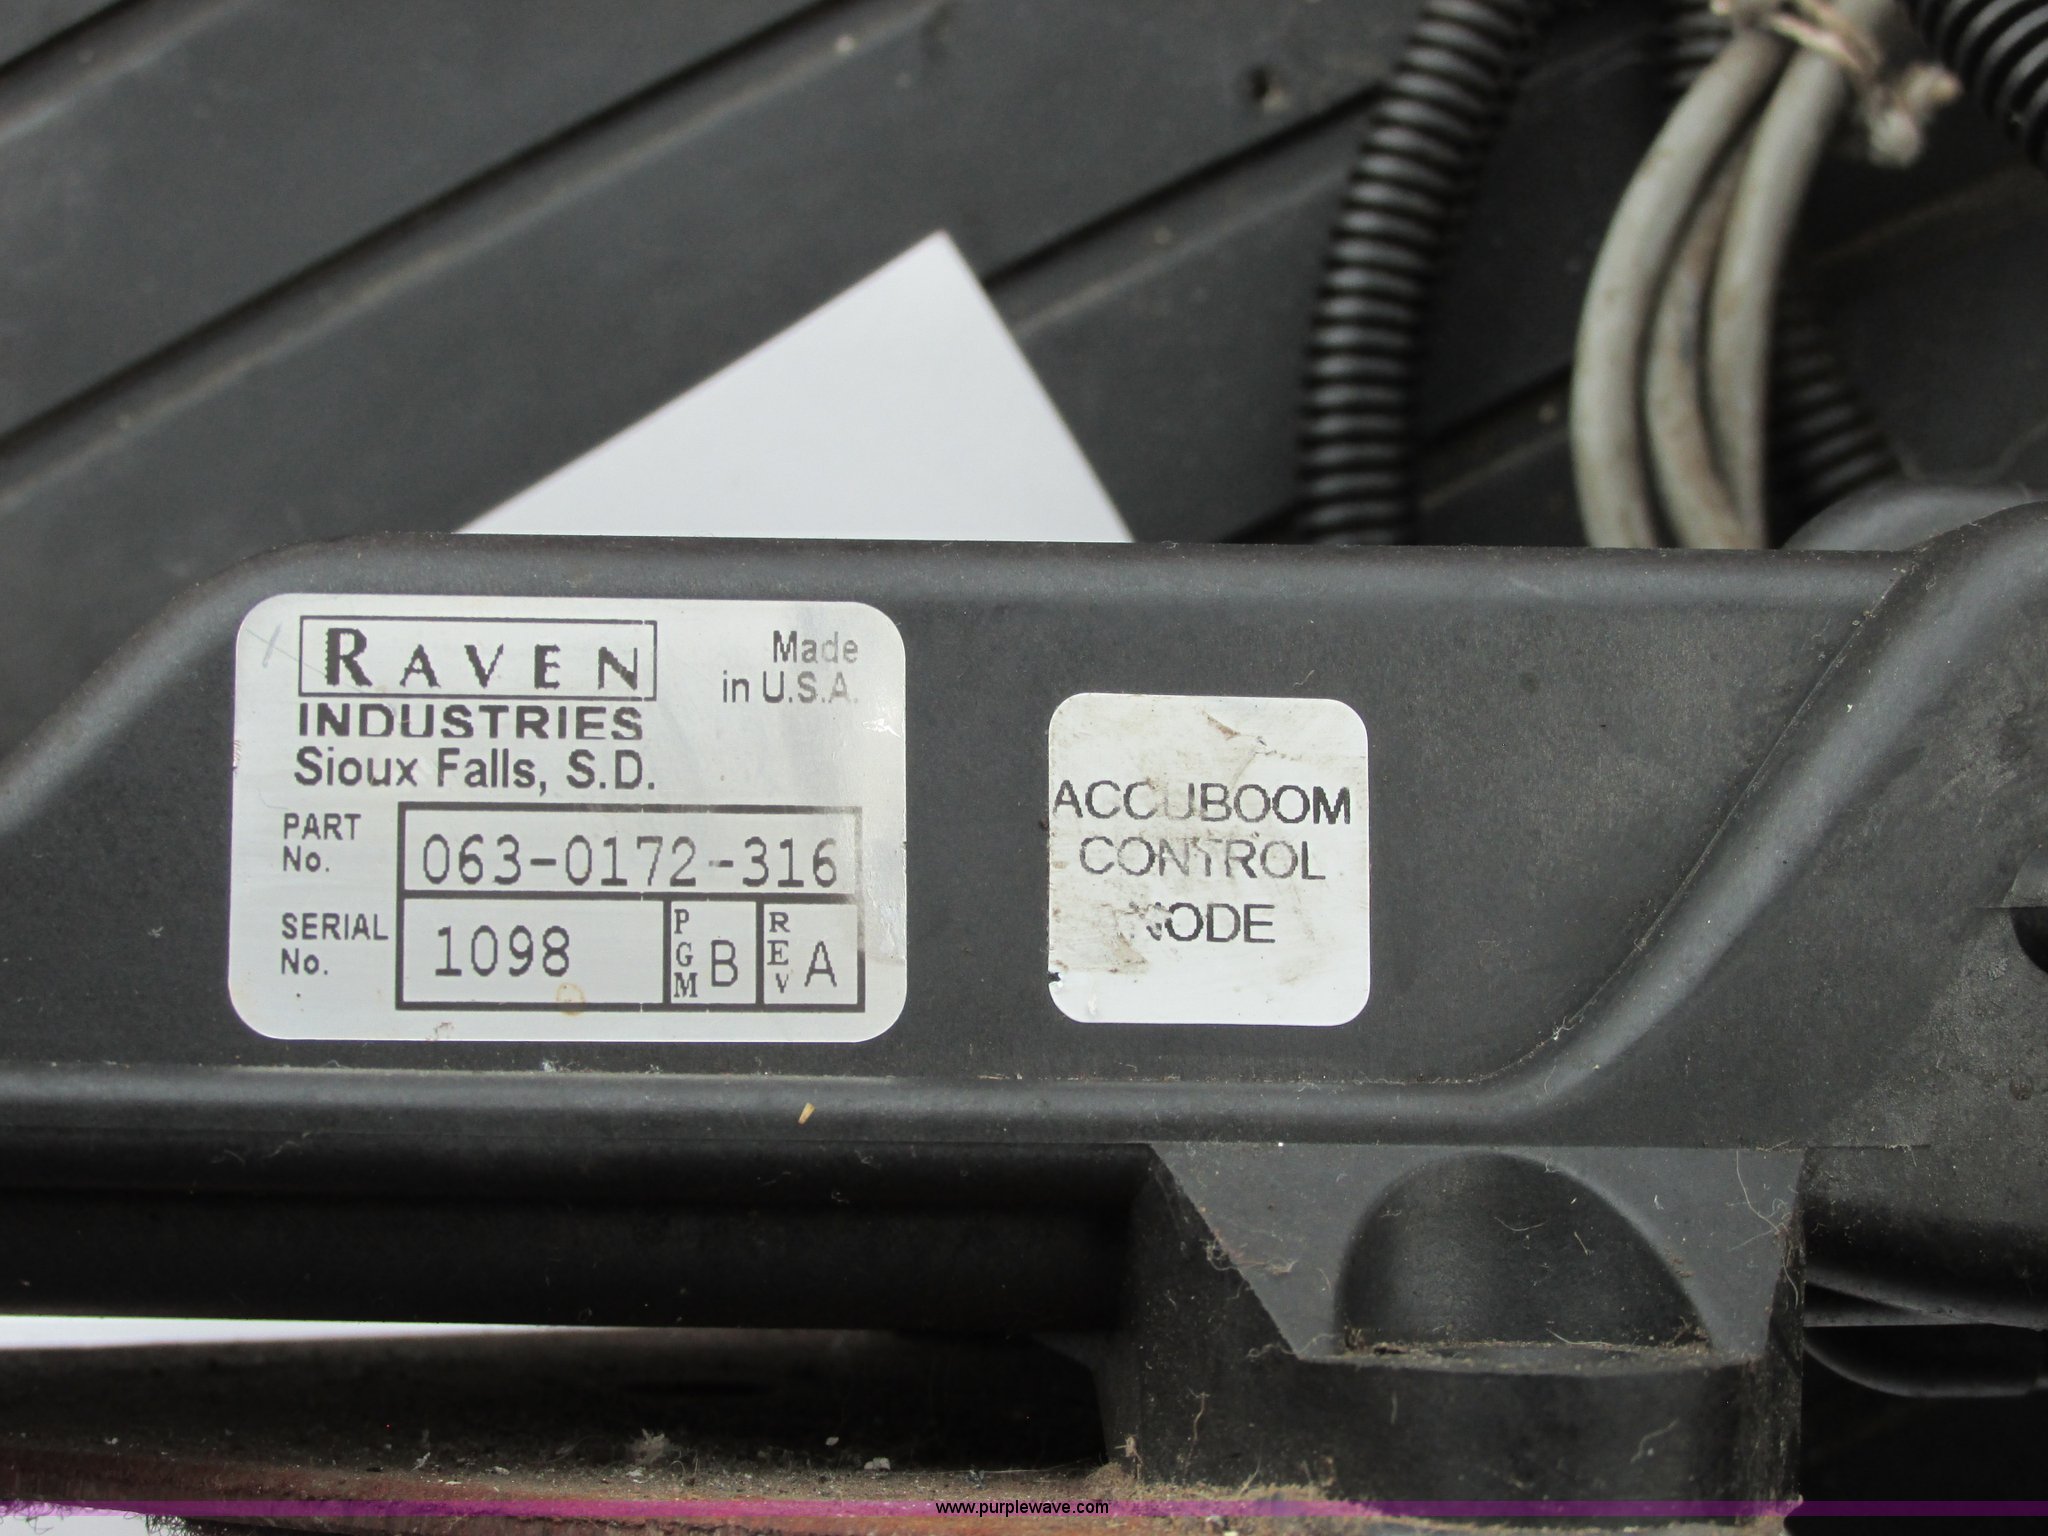 RAVEN
INDUSTRIES
Sioux Falls, S.D.
Made
in U.S.A.
PART
No.
063-0172-316
SERIAL
No.
1098
PGM
B
REV
A
ACCUBOOM
CONTROL
NODE
www.purplewave.com